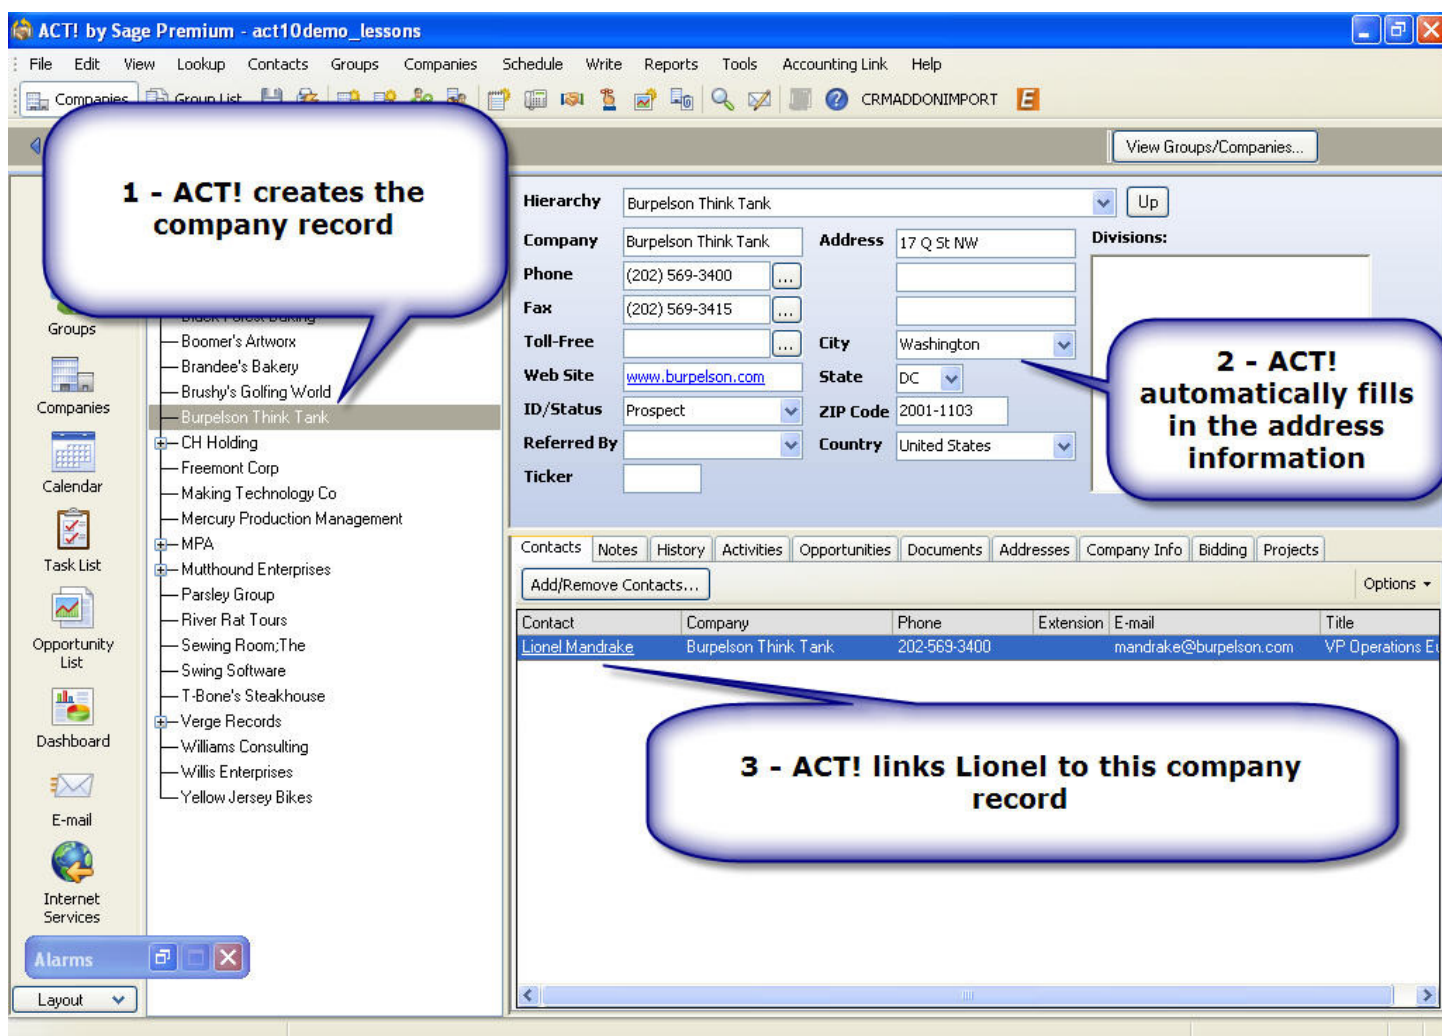 ACT! by Sage Premium - act10demo_lessons
File Edit View Lookup Contacts Groups Companies Schedule Write Reports Tools Accounting Link Help
Companies Group List CRMADDONIMPORT
View Groups/Companies...
1 - ACT! creates the
company record
Groups
Companies
Calendar
Task List
Opportunity
List
Dashboard
E-mail
Internet
Services
Alarms
Layout
Black Forest Baking
Boomer's Artworx
Brandee's Bakery
Brushy's Golfing World
Burpelson Think Tank
CH Holding
Freemont Corp
Making Technology Co
Mercury Production Management
MPA
Mutthound Enterprises
Parsley Group
River Rat Tours
Sewing Room;The
Swing Software
T-Bone's Steakhouse
Verge Records
Williams Consulting
Willis Enterprises
Yellow Jersey Bikes
Hierarchy Burpelson Think Tank Up
Company Burpelson Think Tank Address 17 Q St NW Divisions:
Phone (202) 569-3400 ...
Fax (202) 569-3415 ...
Toll-Free ... City Washington
Web Site www.burpelson.com State DC
ID/Status Prospect ZIP Code 2001-1103
Referred By Country United States
Ticker
2 - ACT!
automatically fills
in the address
information
Contacts Notes History Activities Opportunities Documents Addresses Company Info Bidding Projects
Add/Remove Contacts... Options
Contact Company Phone Extension E-mail Title
Lionel Mandrake Burpelson Think Tank 202-569-3400 mandrake@burpelson.com VP Operations Eu
3 - ACT! links Lionel to this company
record